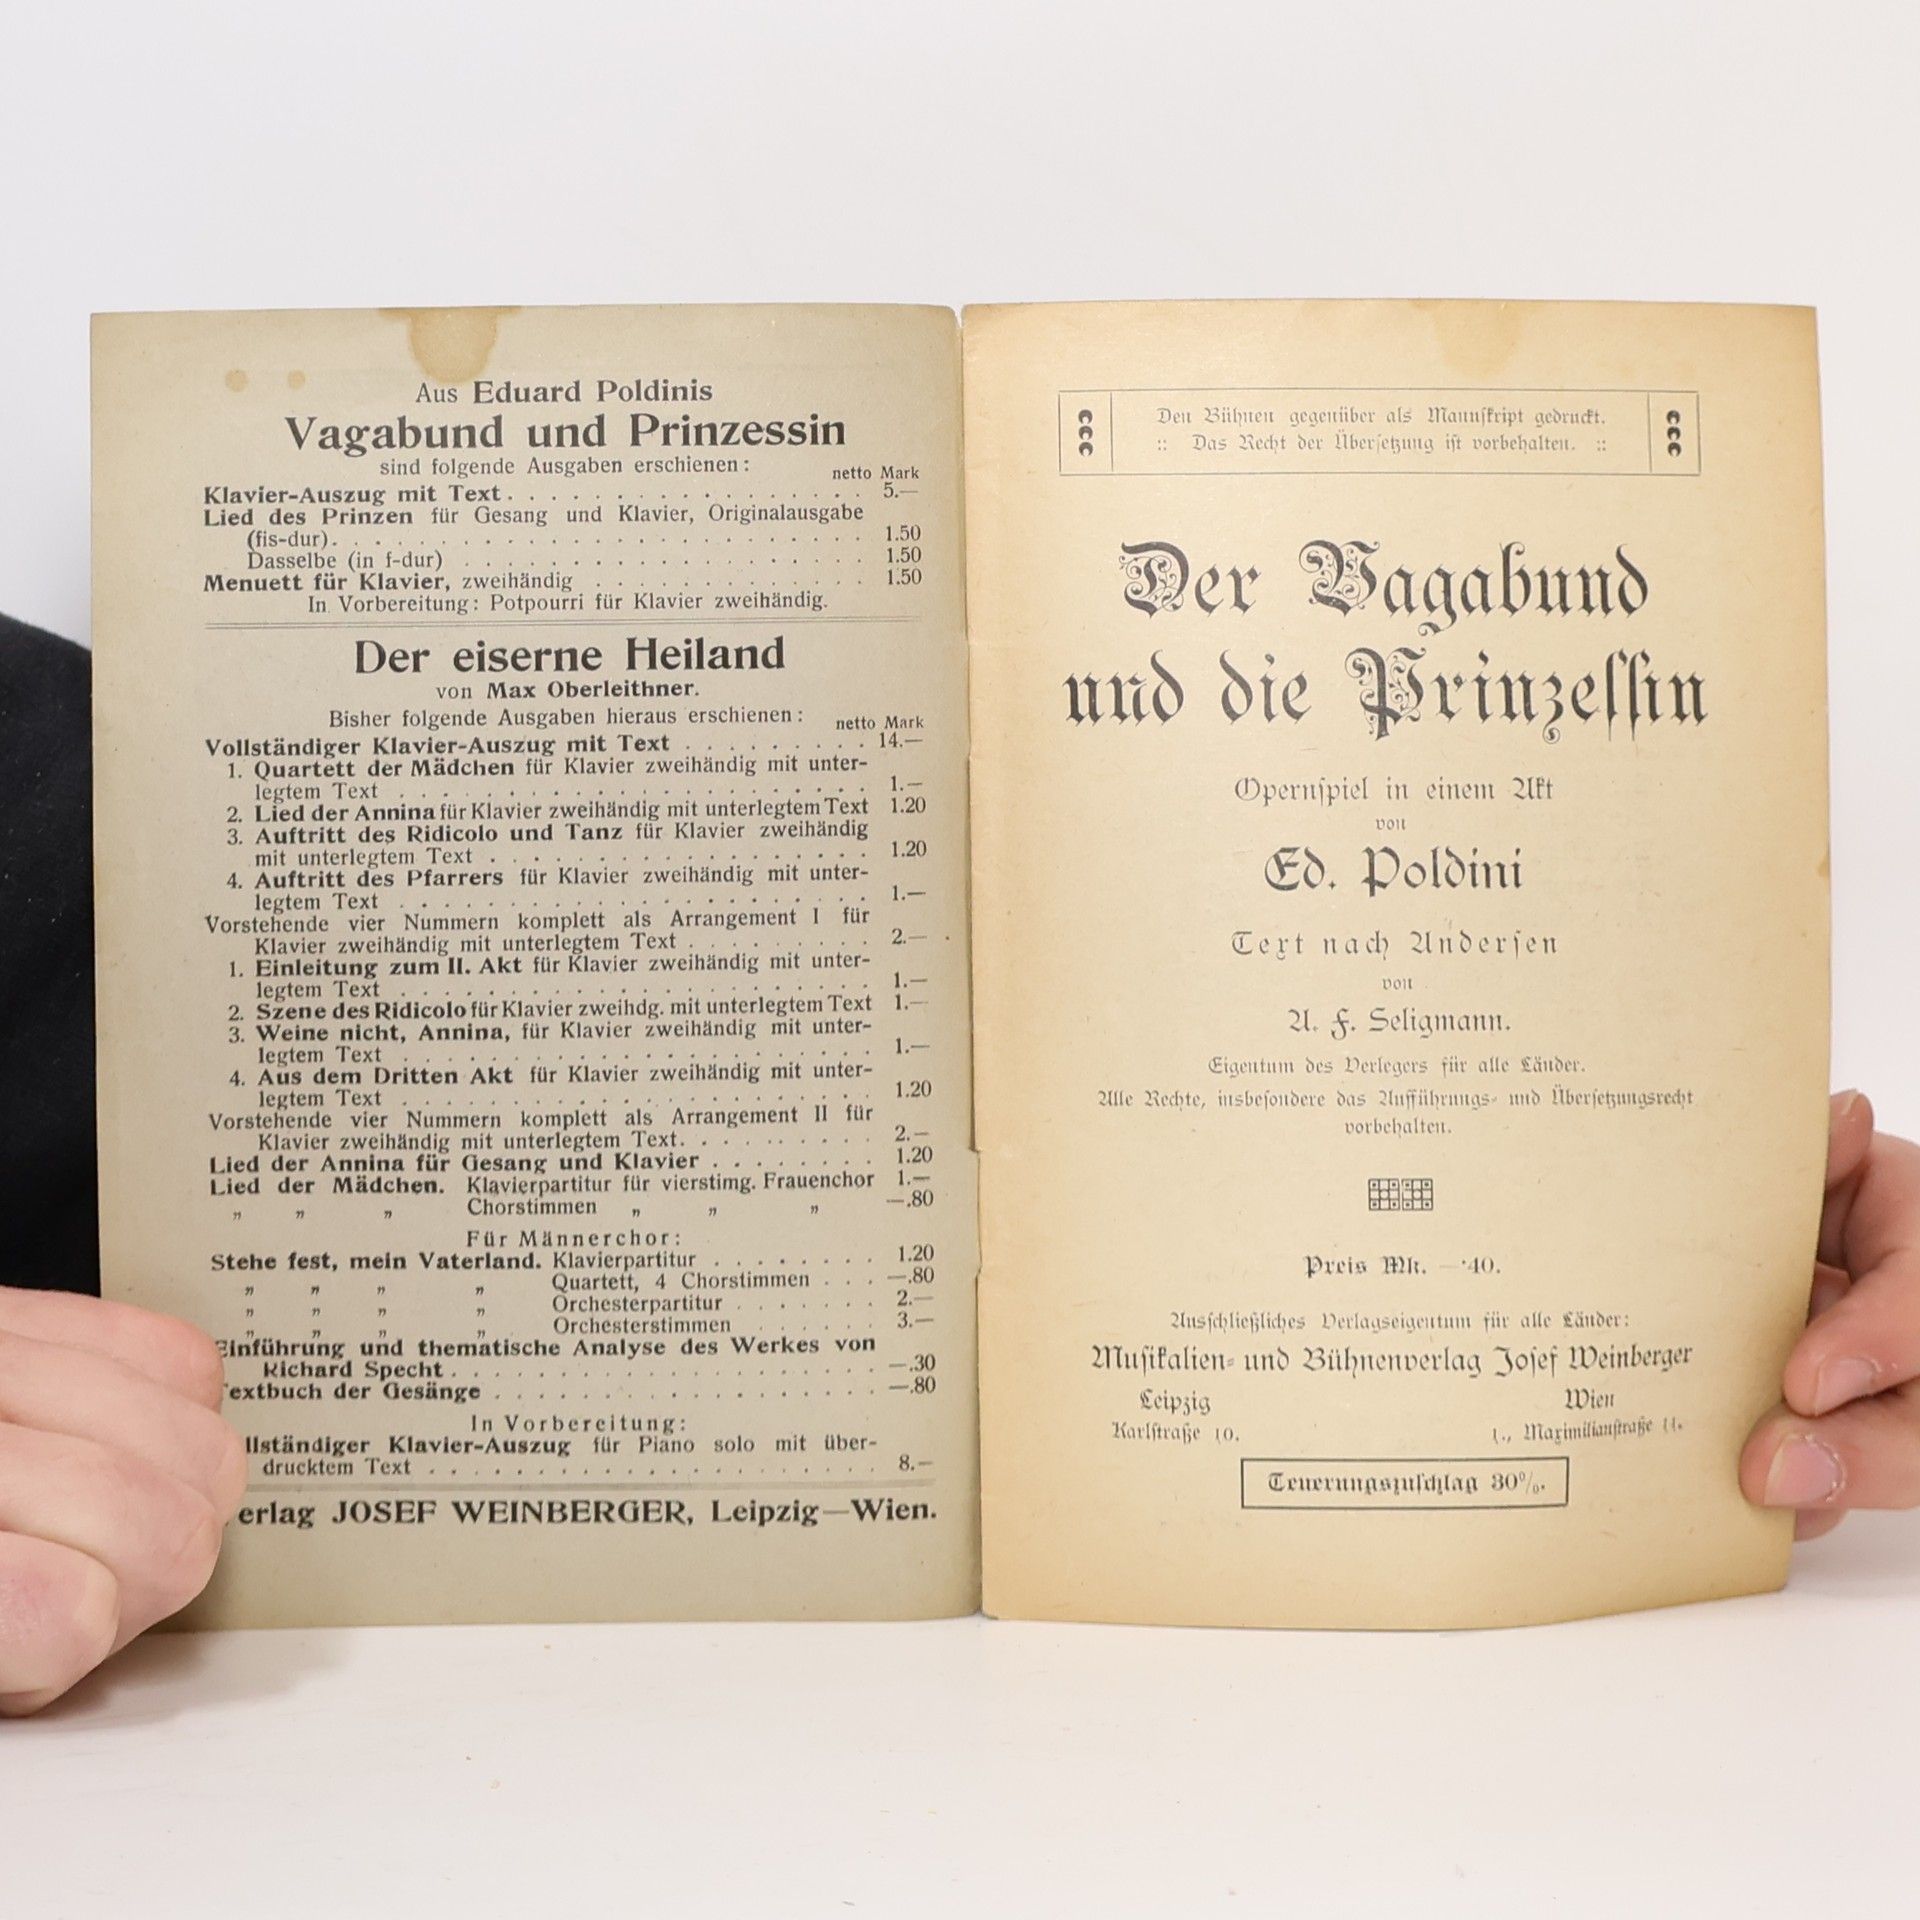 Aus Eduard Poldinis
Vagabund und Prinzessin
sind folgende Ausgaben erschienen:
netto Mark
Klavier-Auszug mit Text. . . . . . . . . . . . . . . . . 5.—
Lied des Prinzen für Gesang und Klavier, Originalausgabe
(fis-dur). . . . . . . . . . . . . . . . . . . . . . . . 1.50
Dasselbe (in f-dur) . . . . . . . . . . . . . . . . . . 1.50
Menuett für Klavier, zweihändig . . . . . . . . . . . . . 1.50
In Vorbereitung: Potpourri für Klavier zweihändig.
Der eiserne Heiland
von Max Oberleithner.
Bisher folgende Ausgaben hieraus erschienen:
netto Mark
Vollständiger Klavier-Auszug mit Text . . . . . . . . . 14.—
1. Quartett der Mädchen für Klavier zweihändig mit unter-
legtem Text . . . . . . . . . . . . . . . . . . . . . 1.—
2. Lied der Annina für Klavier zweihändig mit unterlegtem Text 1.20
3. Auftritt des Ridicolo und Tanz für Klavier zweihändig
mit unterlegtem Text . . . . . . . . . . . . . . . . . 1.20
4. Auftritt des Pfarrers für Klavier zweihändig mit unter-
legtem Text . . . . . . . . . . . . . . . . . . . . . 1.—
Vorstehende vier Nummern komplett als Arrangement I für
Klavier zweihändig mit unterlegtem Text . . . . . . . . . 2.—
1. Einleitung zum II. Akt für Klavier zweihändig mit unter-
legtem Text . . . . . . . . . . . . . . . . . . . . . 1.—
2. Szene des Ridicolo für Klavier zweihdg. mit unterlegtem Text 1.—
3. Weine nicht, Annina, für Klavier zweihändig mit unter-
legtem Text . . . . . . . . . . . . . . . . . . . . . 1.—
4. Aus dem Dritten Akt für Klavier zweihändig mit unter-
legtem Text . . . . . . . . . . . . . . . . . . . . . 1.20
Vorstehende vier Nummern komplett als Arrangement II für
Klavier zweihändig mit unterlegtem Text. . . . . . . . . 2.—
Lied der Annina für Gesang und Klavier . . . . . . . . 1.20
Lied der Mädchen. Klavierpartitur für vierstimg. Frauenchor 1.—
„ „ „ Chorstimmen „ „ „ —.80
Für Männerchor:
Stehe fest, mein Vaterland. Klavierpartitur . . . . . . . . 1.20
„ „ „ „ Quartett, 4 Chorstimmen . . . —.80
„ „ „ „ Orchesterpartitur . . . . . . . 2.—
„ „ „ „ Orchesterstimmen . . . . . . 3.—
Einführung und thematische Analyse des Werkes von
Richard Specht. . . . . . . . . . . . . . . . . . . . —.30
extbuch der Gesänge . . . . . . . . . . . . . . . . . . —.80
In Vorbereitung:
llständiger Klavier-Auszug für Piano solo mit über-
drucktem Text . . . . . . . . . . . . . . . . . . . . 8.—
erlag JOSEF WEINBERGER, Leipzig—Wien.
Den Bühnen gegenüber als Manuskript gedruckt.
:: Das Recht der Übersetzung ist vorbehalten. ::
Der Vagabund
und die Prinzessin
Opernspiel in einem Akt
von
Ed. Poldini
Text nach Andersen
von
A. F. Seligmann.
Eigentum des Verlegers für alle Länder.
Alle Rechte, insbesondere das Aufführungs- und Übersetzungsrecht
vorbehalten.
Preis Mk. —·40.
Ausschließliches Verlagseigentum für alle Länder:
Musikalien- und Bühnenverlag Josef Weinberger
Leipzig Wien
Karlstraße 10. I., Maximilianstraße 11.
Teuerungszuschlag 30%.